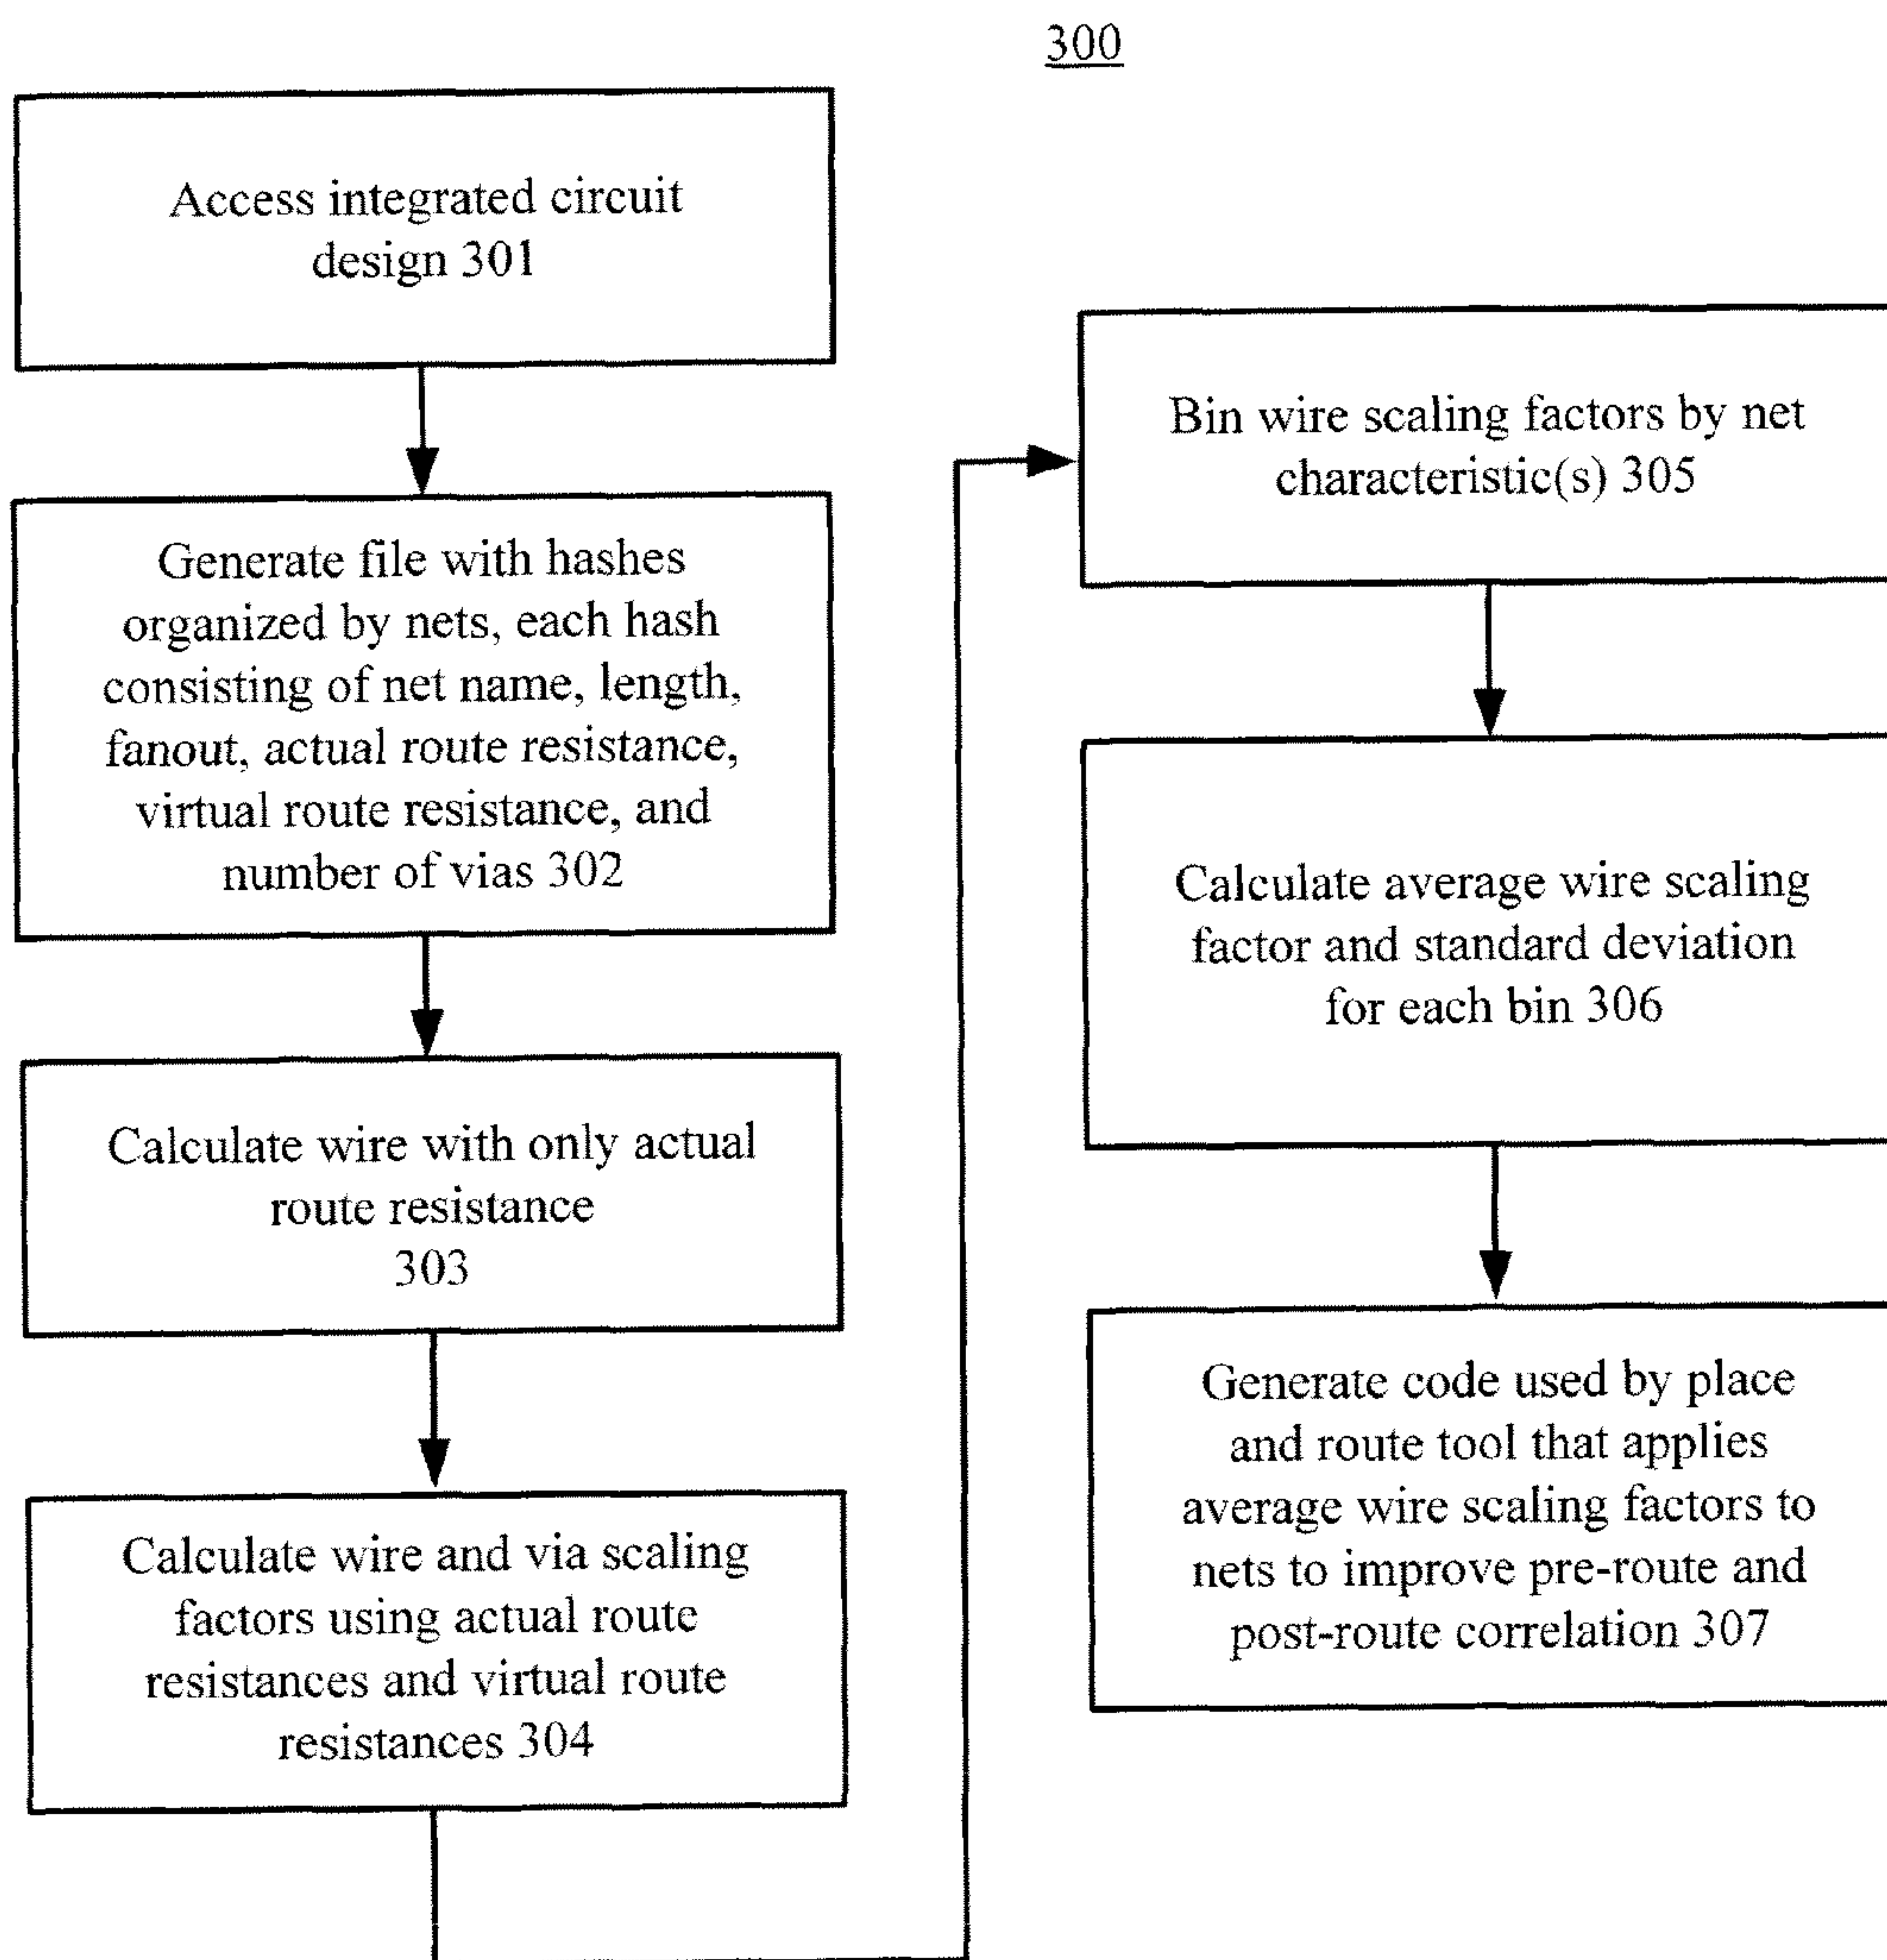 300
Access integrated circuit
design 301
Generate file with hashes
organized by nets, each hash
consisting of net name, length,
fanout, actual route resistance,
virtual route resistance, and
number of vias 302
Calculate wire with only actual
route resistance
303
Calculate wire and via scaling
factors using actual route
resistances and virtual route
resistances 304
Bin wire scaling factors by net
characteristic(s) 305
Calculate average wire scaling
factor and standard deviation
for each bin 306
Generate code used by place
and route tool that applies
average wire scaling factors to
nets to improve pre-route and
post-route correlation 307